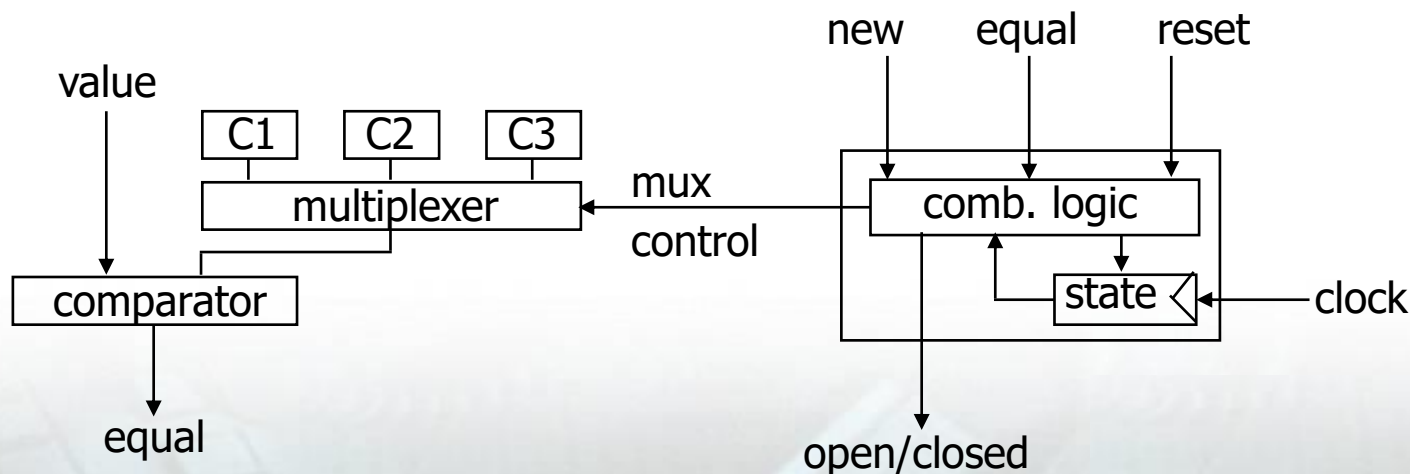 new equal reset
value
C1 C2 C3
multiplexer
mux
control
comb. logic
comparator
state
clock
equal
open/closed